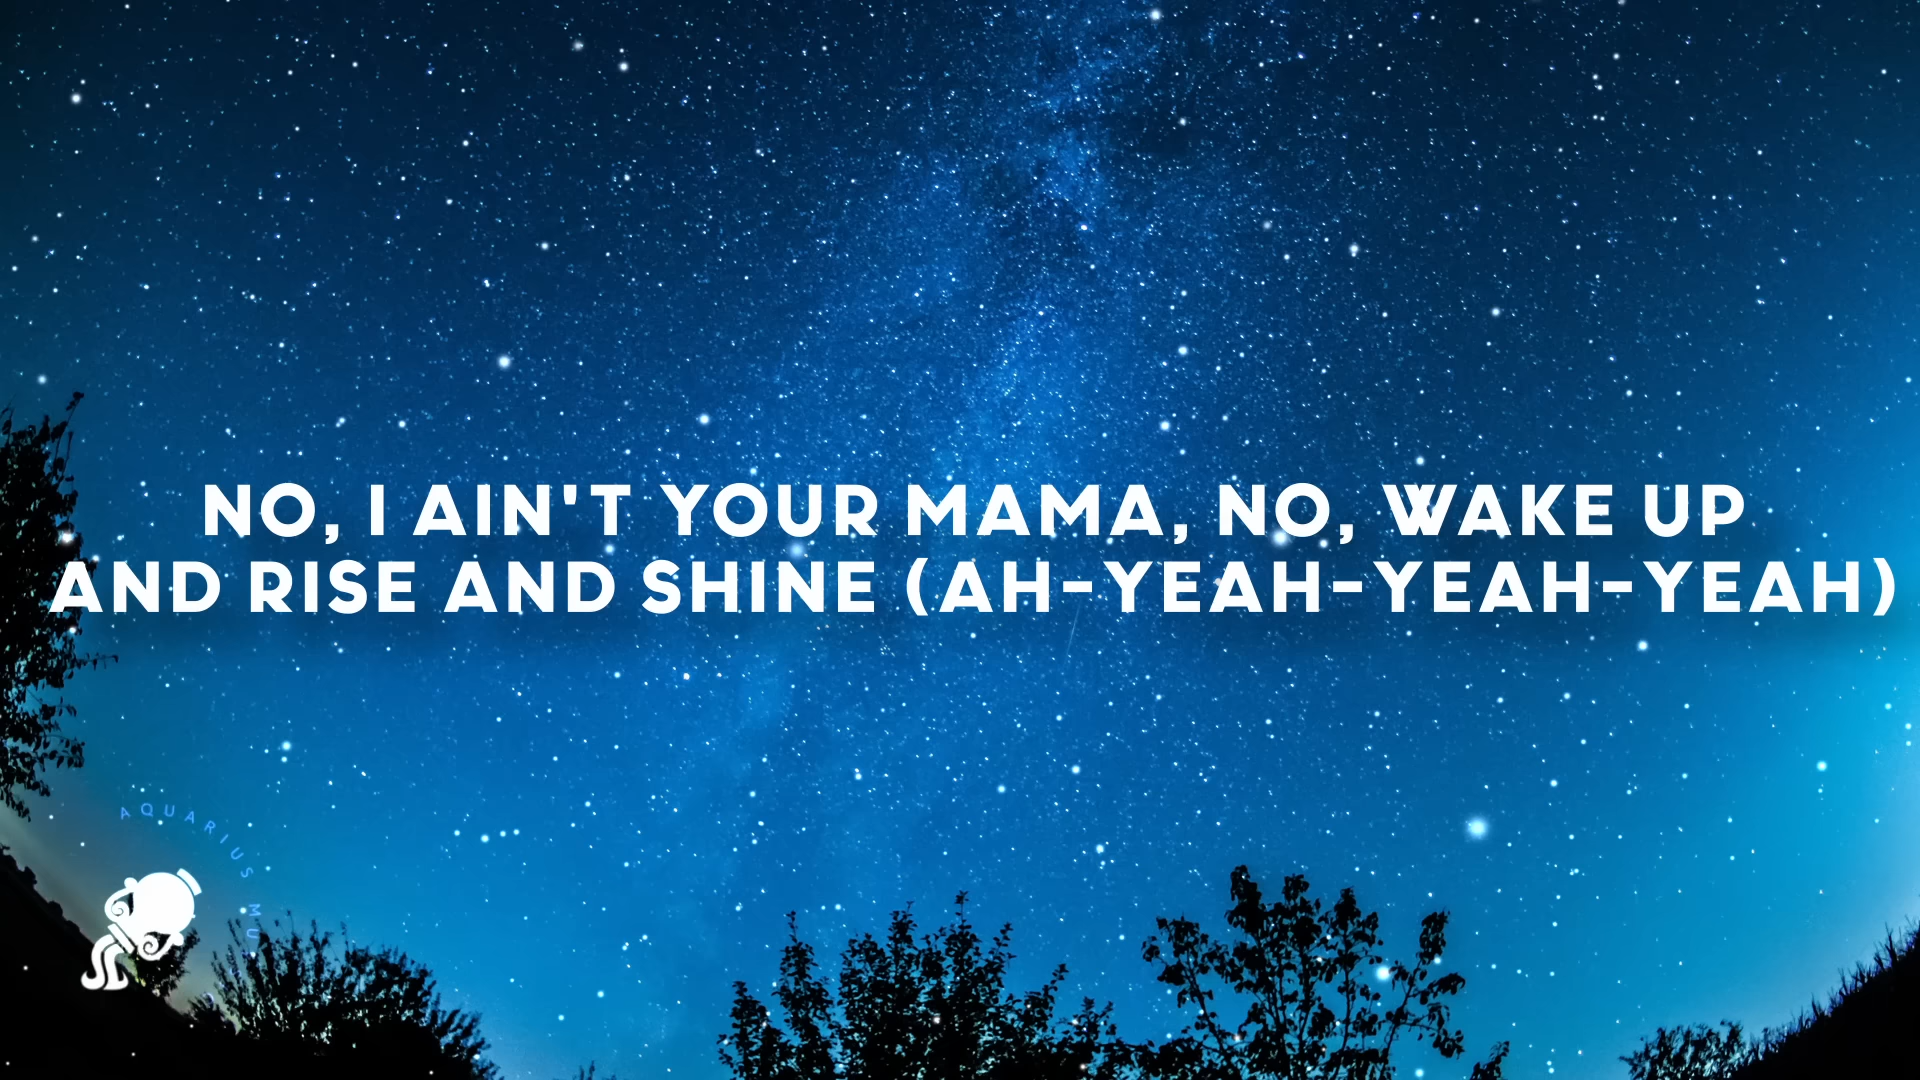 NO, I AIN'T YOUR MAMA, NO, WAKE UP
AND RISE AND SHINE (AH-YEAH-YEAH-YEAH)
AQUARIUS